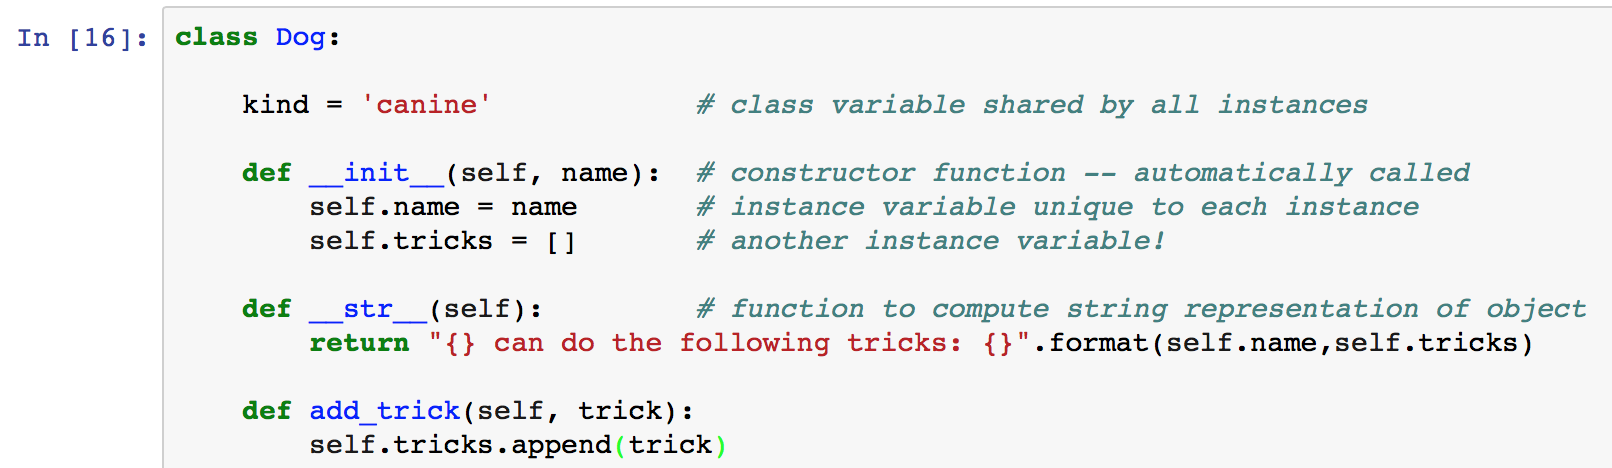 In [16]: class Dog:
kind = 'canine' # class variable shared by all instances
def __init__(self, name): # constructor function -- automatically called
self.name = name # instance variable unique to each instance
self.tricks = [] # another instance variable!
def __str__(self): # function to compute string representation of object
return "{} can do the following tricks: {}".format(self.name,self.tricks)
def add_trick(self, trick):
self.tricks.append(trick)